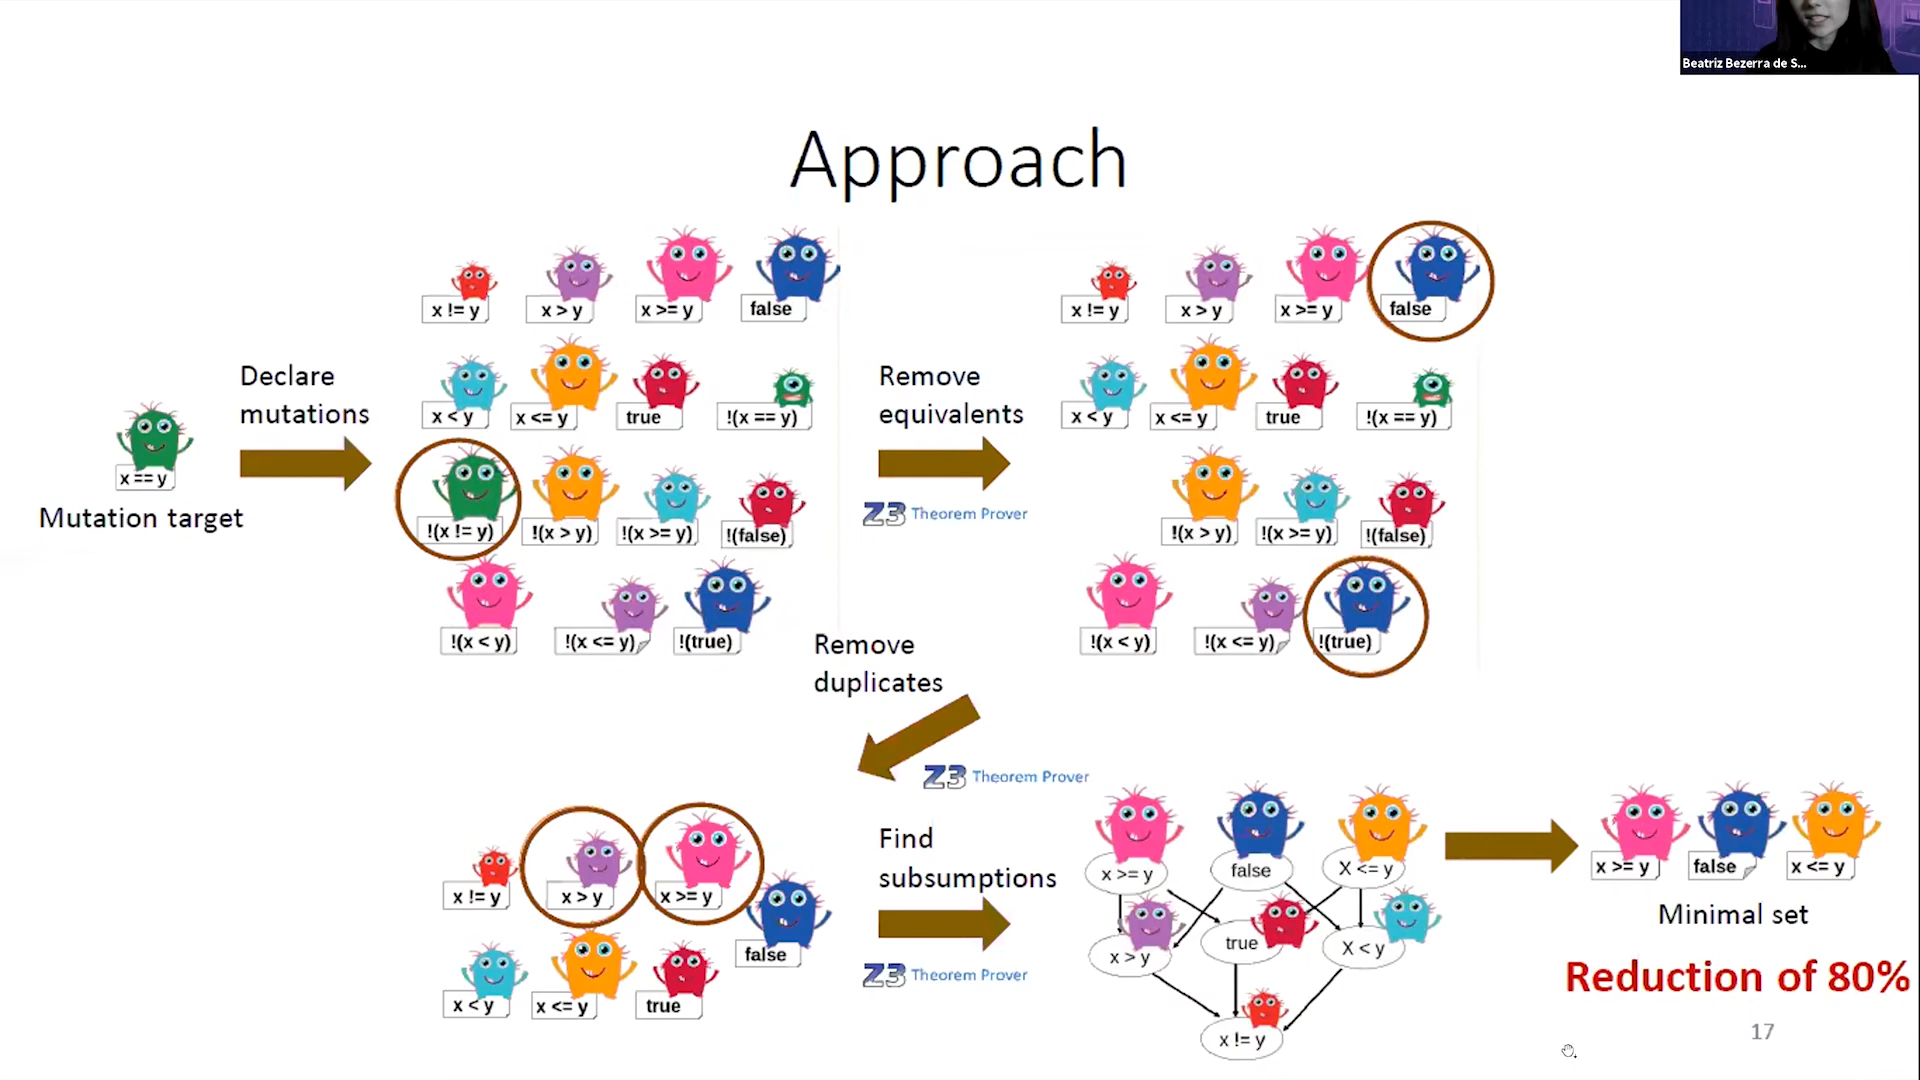 Beatriz Bezerra de S...
Approach
x == y
Mutation target
Declare
mutations
x != y
x > y
x >= y
false
x < y
x <= y
true
!(x == y)
!(x != y)
!(x > y)
!(x >= y)
!(false)
!(x < y)
!(x <= y)
!(true)
Remove
equivalents
Z3 Theorem Prover
x != y
x > y
x >= y
false
x < y
x <= y
true
!(x == y)
!(x > y)
!(x >= y)
!(false)
!(x < y)
!(x <= y)
!(true)
Remove
duplicates
Z3 Theorem Prover
x != y
x > y
x >= y
false
x < y
x <= y
true
Find
subsumptions
Z3 Theorem Prover
x >= y
false
X <= y
x > y
true
X < y
x != y
x >= y
false
x <= y
Minimal set
Reduction of 80%
17